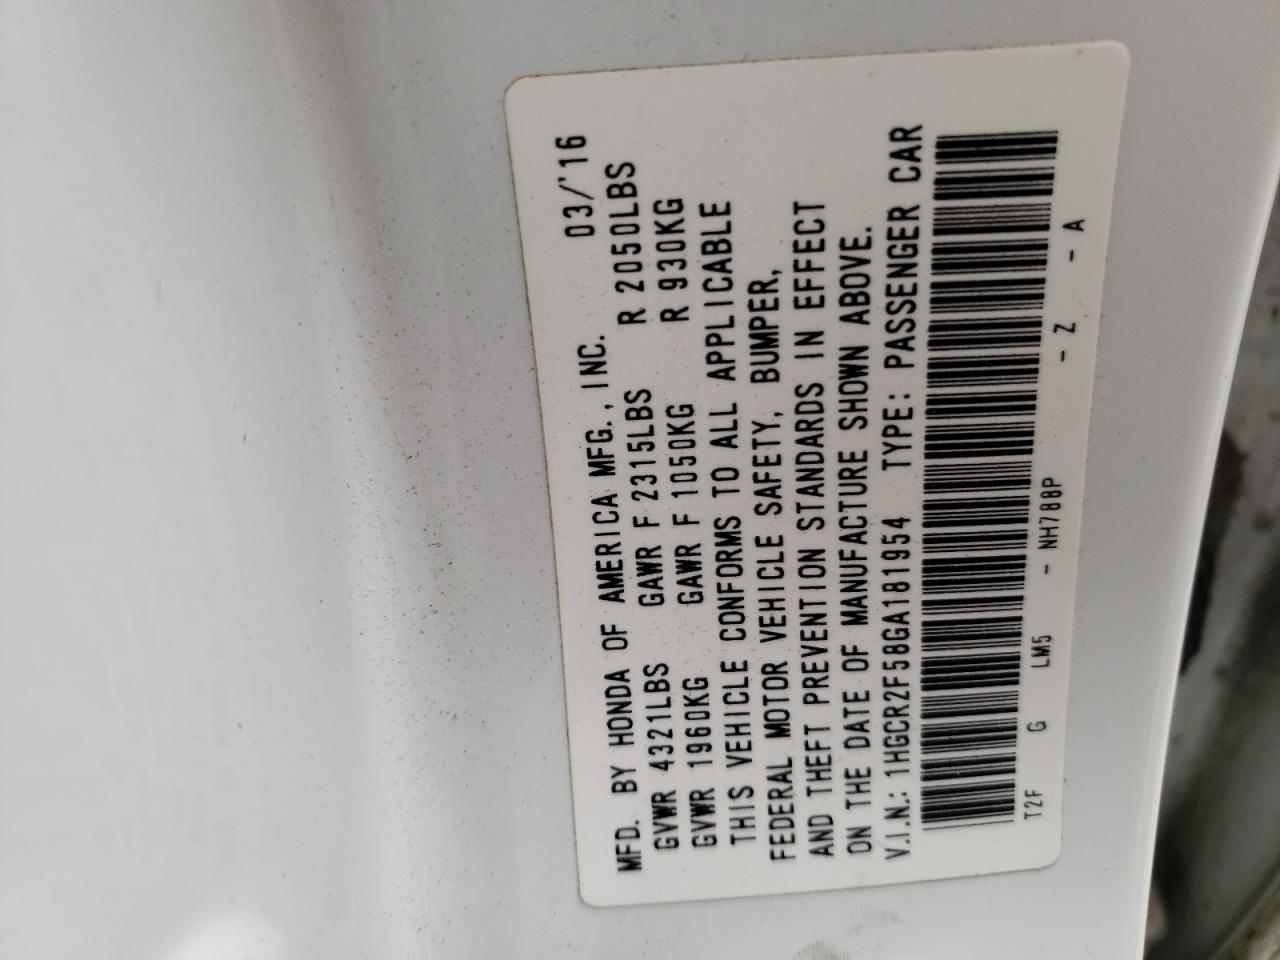 MFD. BY HONDA OF AMERICA MFG.,INC. 03/'16
GVWR 4321LBS GAWR F 2315LBS R 2050LBS
GVWR 1960KG GAWR F 1050KG R 930KG
THIS VEHICLE CONFORMS TO ALL APPLICABLE
FEDERAL MOTOR VEHICLE SAFETY, BUMPER,
AND THEFT PREVENTION STANDARDS IN EFFECT
ON THE DATE OF MANUFACTURE SHOWN ABOVE.
V.I.N.: 1HGCR2F58GA181954 TYPE: PASSENGER CAR
T2F G LM5 - NH788P - Z - A